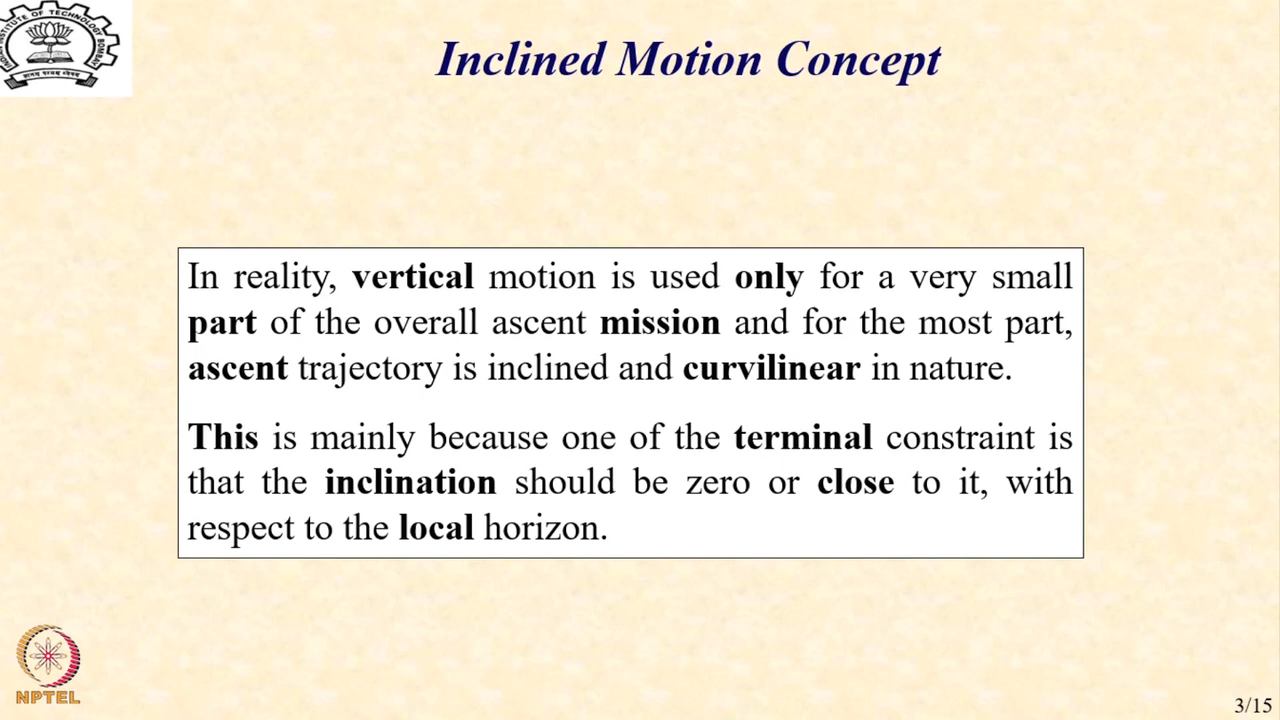 Inclined Motion Concept
In reality, vertical motion is used only for a very small
part of the overall ascent mission and for the most part,
ascent trajectory is inclined and curvilinear in nature.
This is mainly because one of the terminal constraint is
that the inclination should be zero or close to it, with
respect to the local horizon.
NPTEL
3/15